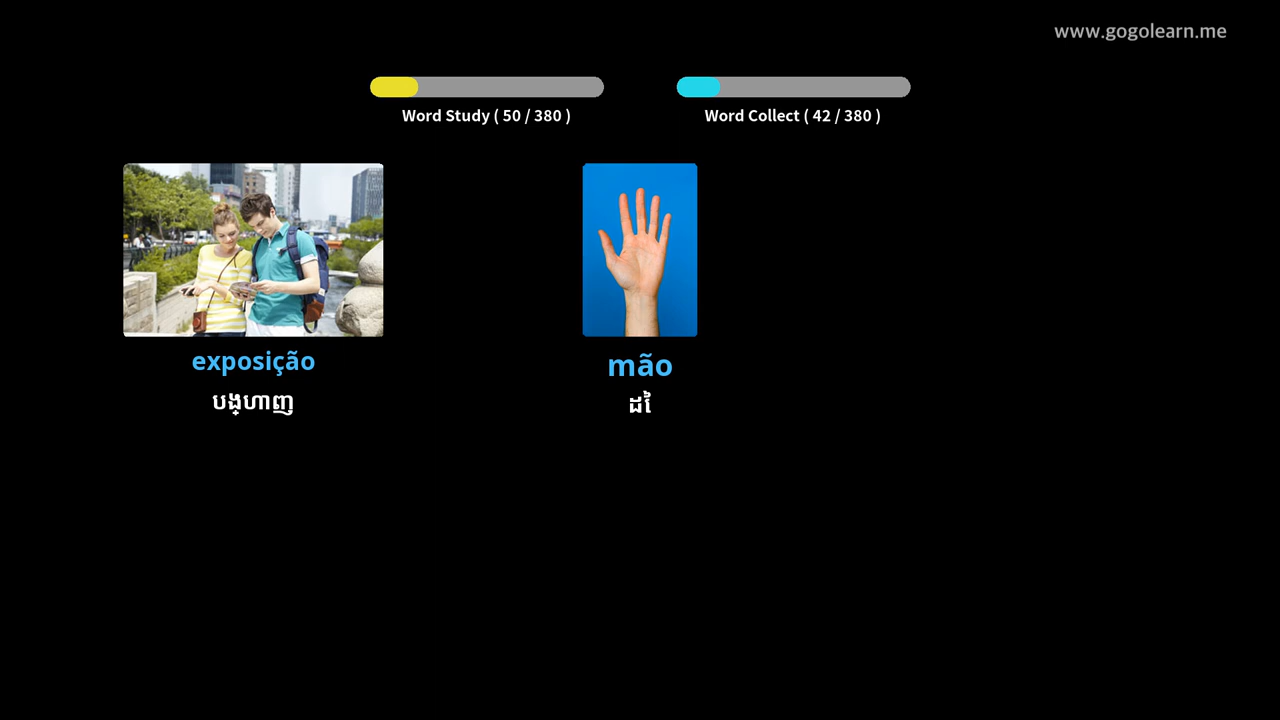 www.gogolearn.me
Word Study ( 50 / 380 )
Word Collect ( 42 / 380 )
exposição
បង្ហាញ
mão
ដៃ